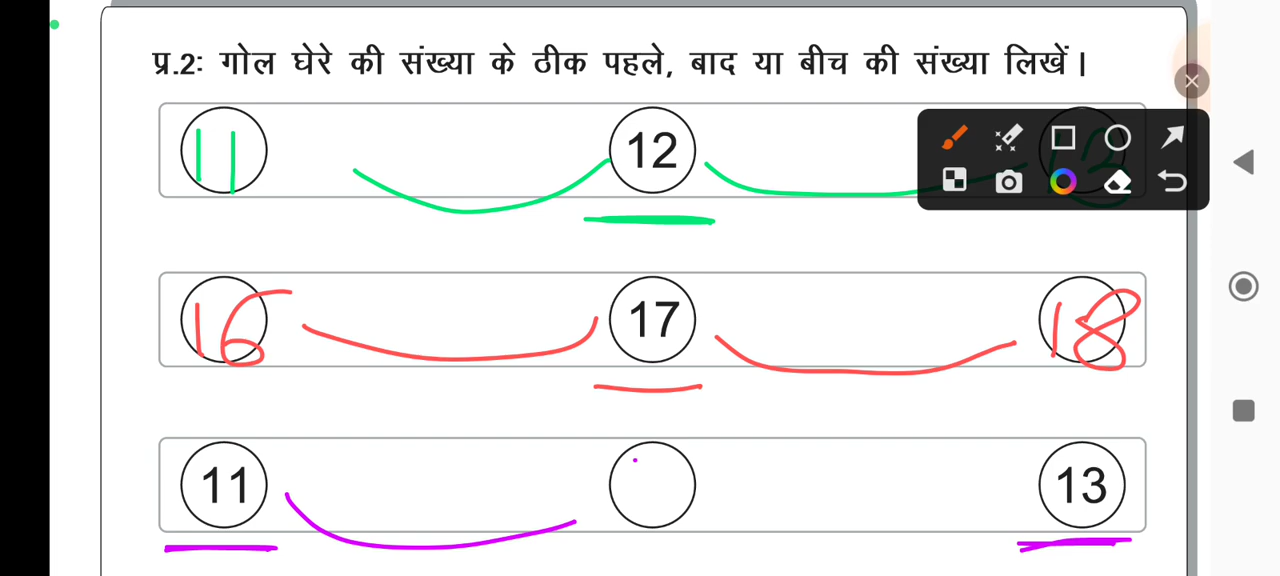 प्र.2: गोल घेरे की संख्या के ठीक पहले, बाद या बीच की संख्या लिखें।
11 12 13
16 17 18
11 13